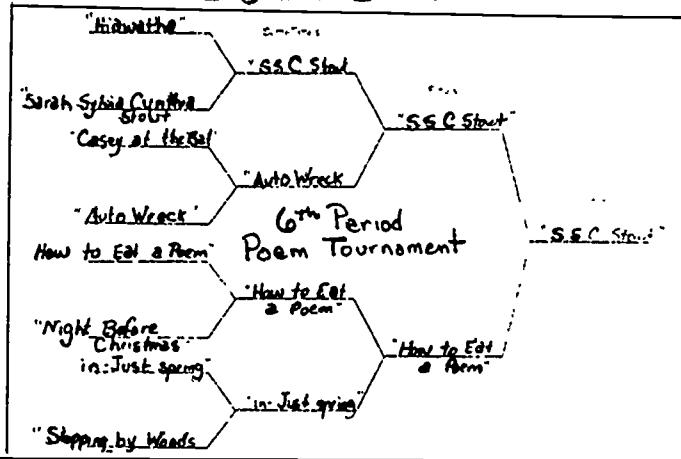 "Hiawatha"
"S S C Stout
"Sarah Sylvia Cynthia
Stout
"S S C Stout"
"Casey at the Bat"
"Auto Wreck
"Auto Wreck"
6th Period
Poem Tournament
"S.S.C. Stout"
How to Eat a Poem"
"How to Eat
a Poem"
"Night Before
Christmas
"How to Eat
a Poem"
in-Just spring"
"in-Just spring"
"Stopping by Woods